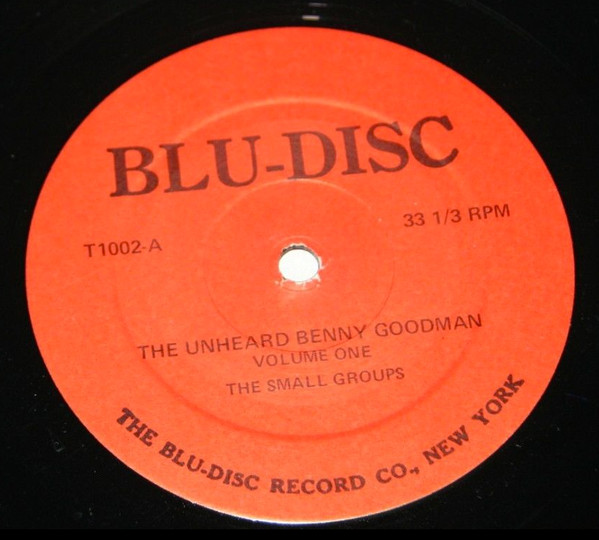 BLU-DISC
T1002-A
33 1/3 RPM
THE UNHEARD BENNY GOODMAN
VOLUME ONE
THE SMALL GROUPS
THE BLU-DISC RECORD CO., NEW YORK